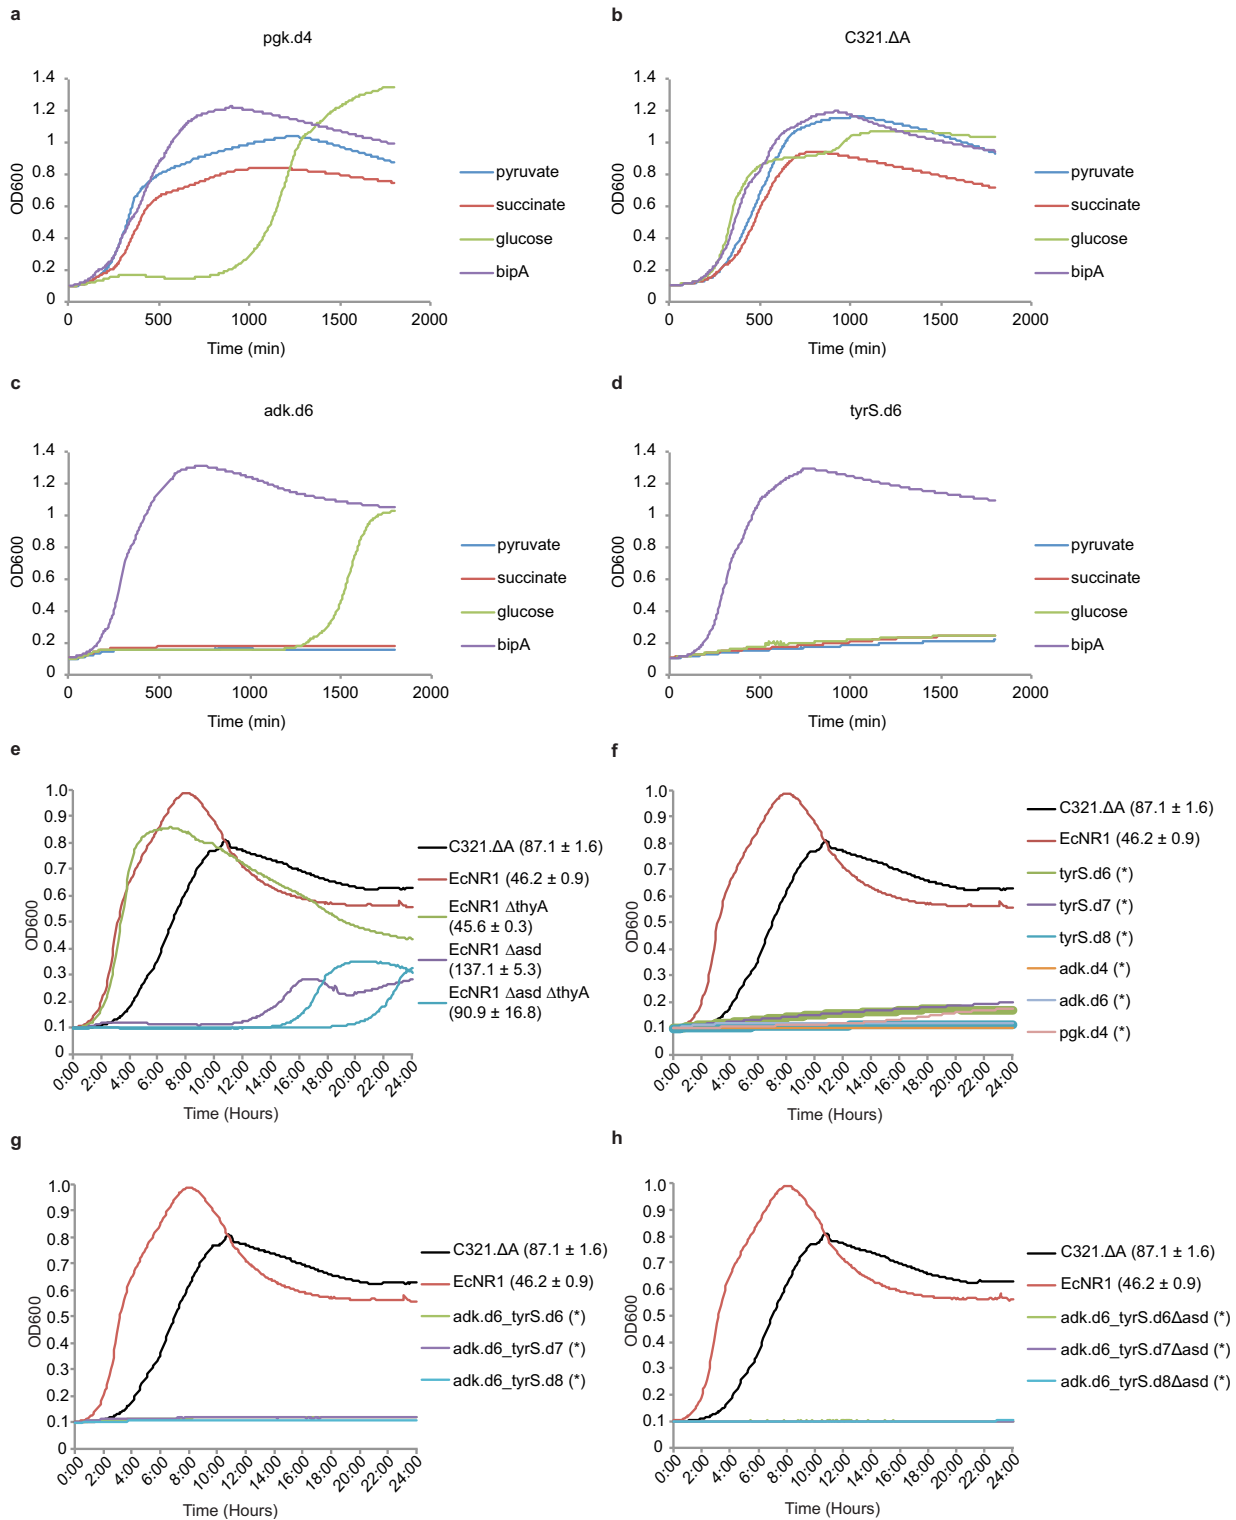 a
pgk.d4
1.4
1.2
1
0.8
0.6
0.4
0.2
0
OD600
0 500 1000 1500 2000
Time (min)
pyruvate
succinate
glucose
bipA
b
C321.ΔA
1.4
1.2
1
0.8
0.6
0.4
0.2
0
OD600
0 500 1000 1500 2000
Time (min)
pyruvate
succinate
glucose
bipA
c
adk.d6
1.4
1.2
1
0.8
0.6
0.4
0.2
0
OD600
0 500 1000 1500 2000
Time (min)
pyruvate
succinate
glucose
bipA
d
tyrS.d6
1.4
1.2
1
0.8
0.6
0.4
0.2
0
OD600
0 500 1000 1500 2000
Time (min)
pyruvate
succinate
glucose
bipA
e
1.0
0.9
0.8
0.7
0.6
0.5
0.4
0.3
0.2
0.1
0
OD600
0:00 2:00 4:00 6:00 8:00 10:00 12:00 14:00 16:00 18:00 20:00 22:00 24:00
Time (Hours)
C321.ΔA (87.1 ± 1.6)
EcNR1 (46.2 ± 0.9)
EcNR1 ΔthyA
(45.6 ± 0.3)
EcNR1 Δasd
(137.1 ± 5.3)
EcNR1 Δasd ΔthyA
(90.9 ± 16.8)
f
1.0
0.9
0.8
0.7
0.6
0.5
0.4
0.3
0.2
0.1
0
OD600
0:00 2:00 4:00 6:00 8:00 10:00 12:00 14:00 16:00 18:00 20:00 22:00 24:00
Time (Hours)
C321.ΔA (87.1 ± 1.6)
EcNR1 (46.2 ± 0.9)
tyrS.d6 (*)
tyrS.d7 (*)
tyrS.d8 (*)
adk.d4 (*)
adk.d6 (*)
pgk.d4 (*)
g
1.0
0.9
0.8
0.7
0.6
0.5
0.4
0.3
0.2
0.1
0
OD600
0:00 2:00 4:00 6:00 8:00 10:00 12:00 14:00 16:00 18:00 20:00 22:00 24:00
Time (Hours)
C321.ΔA (87.1 ± 1.6)
EcNR1 (46.2 ± 0.9)
adk.d6_tyrS.d6 (*)
adk.d6_tyrS.d7 (*)
adk.d6_tyrS.d8 (*)
h
1.0
0.9
0.8
0.7
0.6
0.5
0.4
0.3
0.2
0.1
0
OD600
0:00 2:00 4:00 6:00 8:00 10:00 12:00 14:00 16:00 18:00 20:00 22:00 24:00
Time (Hours)
C321.ΔA (87.1 ± 1.6)
EcNR1 (46.2 ± 0.9)
adk.d6_tyrS.d6Δasd (*)
adk.d6_tyrS.d7Δasd (*)
adk.d6_tyrS.d8Δasd (*)